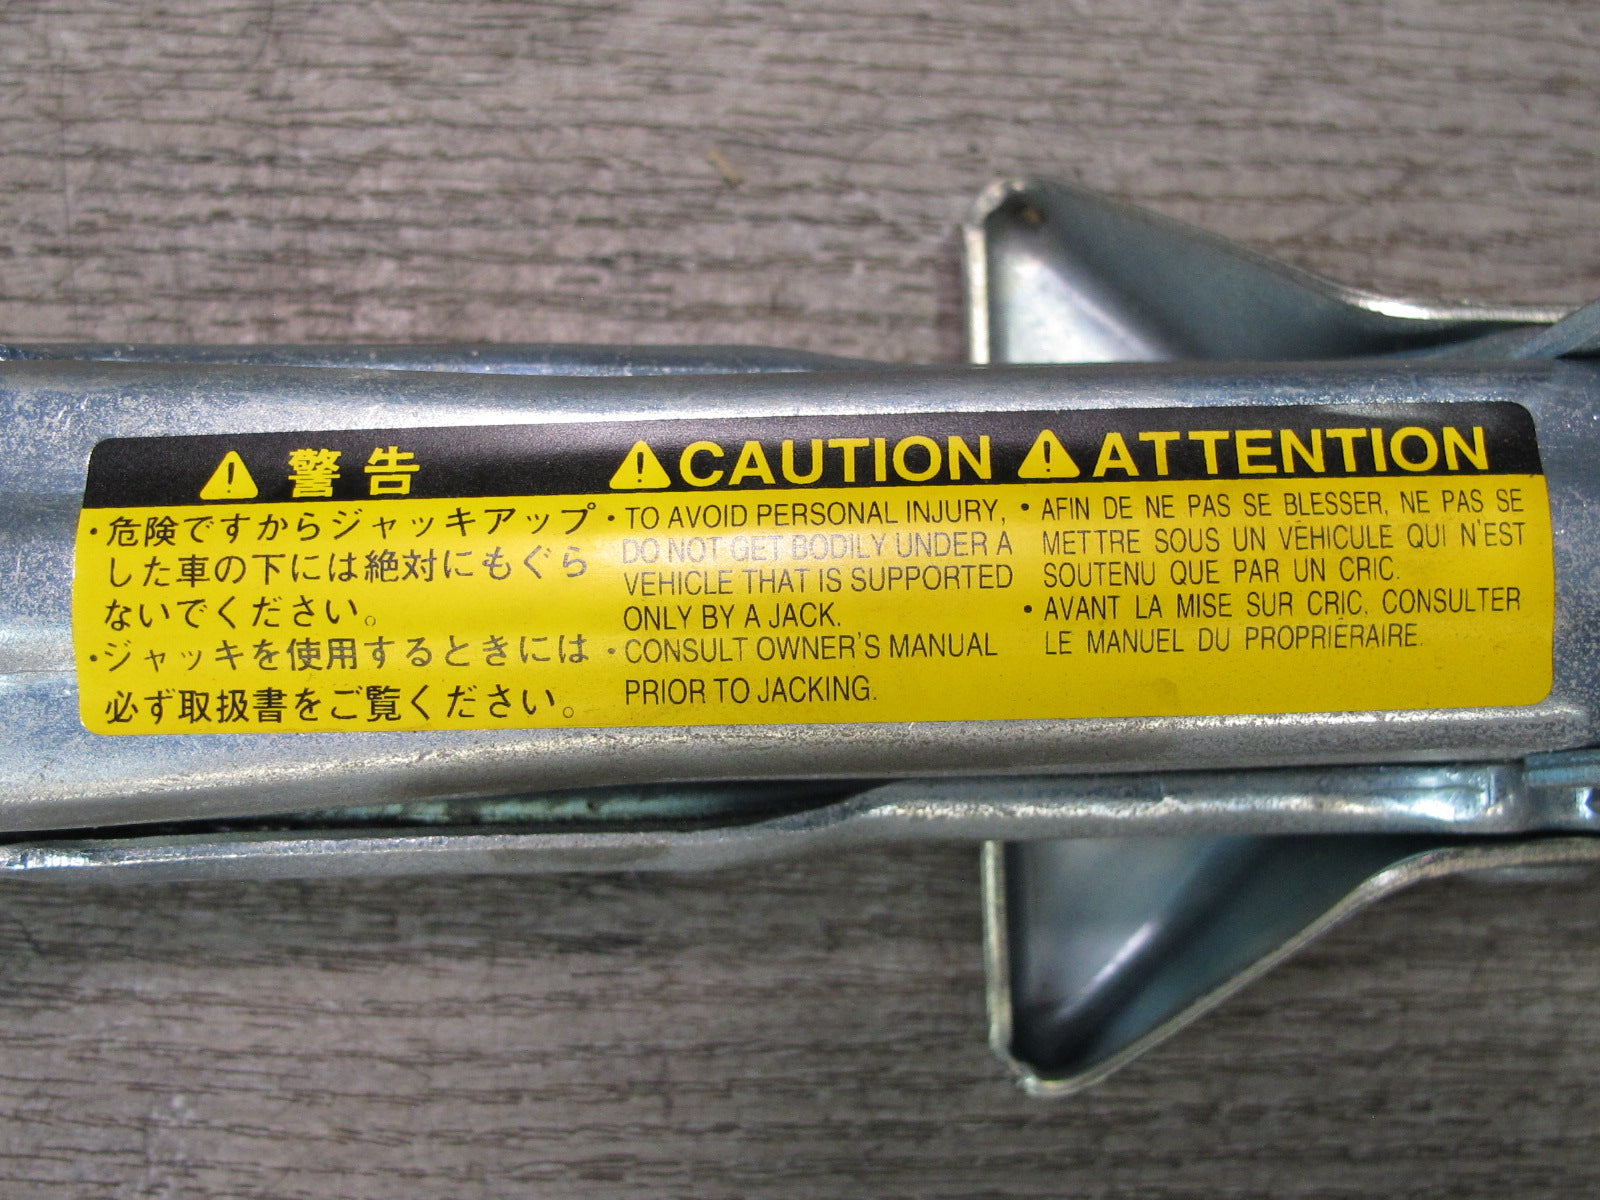 警告
・危険ですからジャッキアップ
した車の下には絶対にもぐら
ないでください。
・ジャッキを使用するときには
必ず取扱書をご覧ください。
CAUTION
・TO AVOID PERSONAL INJURY,
DO NOT GET BODILY UNDER A
VEHICLE THAT IS SUPPORTED
ONLY BY A JACK.
・CONSULT OWNER'S MANUAL
PRIOR TO JACKING.
ATTENTION
• AFIN DE NE PAS SE BLESSER, NE PAS SE
METTRE SOUS UN VÉHICULE QUI N'EST
SOUTENU QUE PAR UN CRIC.
• AVANT LA MISE SUR CRIC, CONSULTER
LE MANUEL DU PROPRIÉRAIRE.